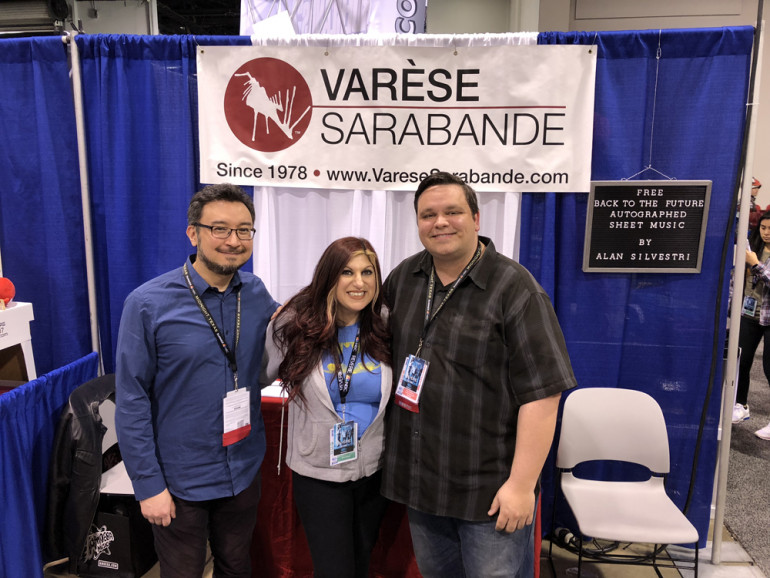 VARÈSE
SARABANDE
Since 1978 • www.VareseSarabande.com
FREE
BACK TO THE FUTURE
AUTOGRAPHED
SHEET MUSIC
BY
ALAN SILVESTRI